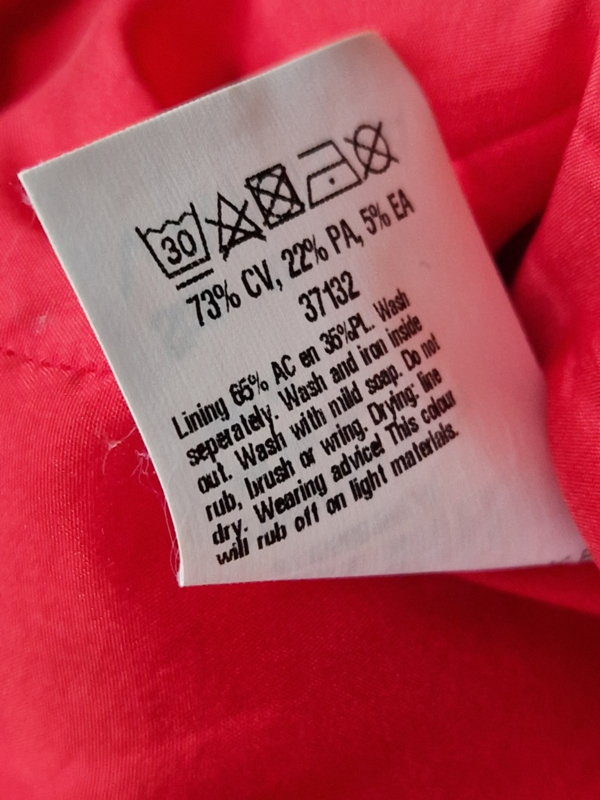 30
73% CV, 22% PA, 5% EA
37132
Lining 65% AC en 35%PL. Wash
seperately. Wash and iron inside
out. Wash with mild soap. Do not
rub, brush or wring. Drying: line
dry. Wearing advice! This colour
will rub off on light materials.